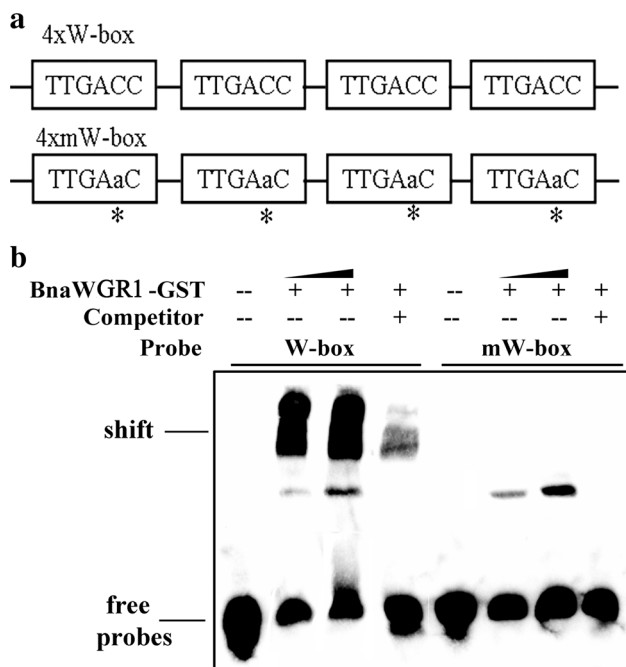 a
4xW-box
TTGACC TTGACC TTGACC TTGACC
4xmW-box
TTGAaC TTGAaC TTGAaC TTGAaC
* * * *
b
BnaWGR1-GST -- + + + -- + + +
Competitor -- -- -- + -- -- -- +
Probe W-box mW-box
shift
free
probes